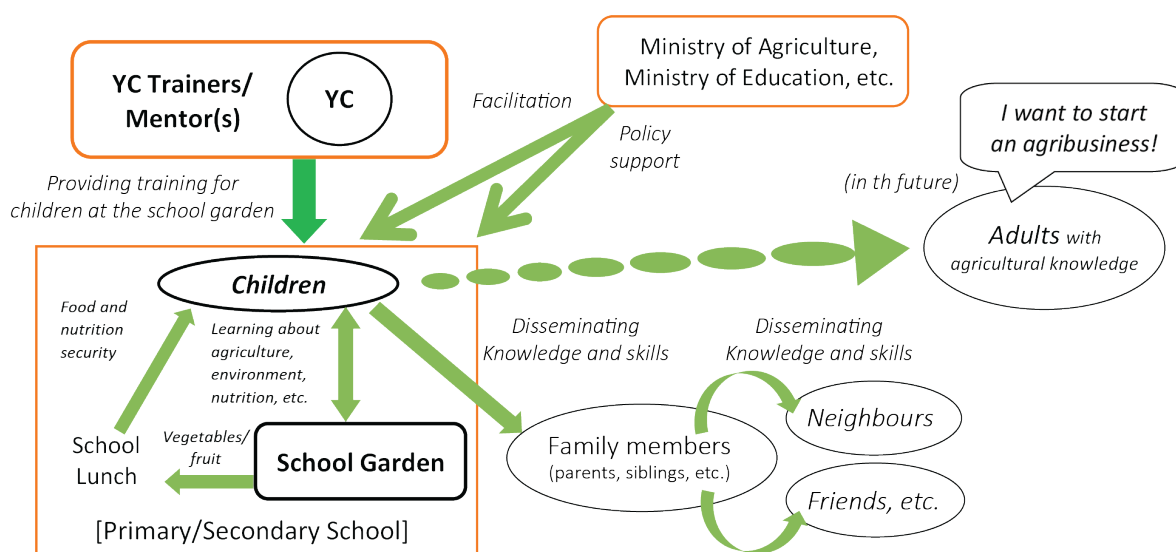 YC Trainers/
Mentor(s)
YC
Ministry of Agriculture,
Ministry of Education, etc.
Facilitation
Policy
support
I want to start
an agribusiness!
(in th future)
Adults with
agricultural knowledge
Providing training for
children at the school garden
Children
Food and
nutrition
security
Learning about
agriculture,
environment,
nutrition, etc.
Disseminating
Knowledge and skills
Disseminating
Knowledge and skills
School
Lunch
Vegetables/
fruit
School Garden
Family members
(parents, siblings, etc.)
Neighbours
Friends, etc.
[Primary/Secondary School]